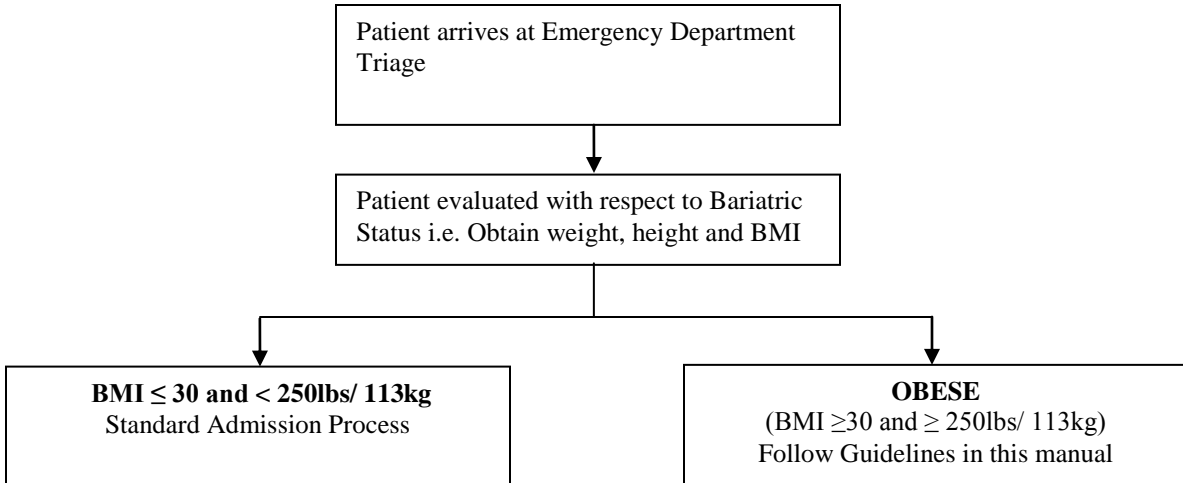 Patient arrives at Emergency Department
Triage
Patient evaluated with respect to Bariatric
Status i.e. Obtain weight, height and BMI
BMI ≤ 30 and < 250lbs/ 113kg
Standard Admission Process
OBESE
(BMI ≥30 and ≥ 250lbs/ 113kg)
Follow Guidelines in this manual